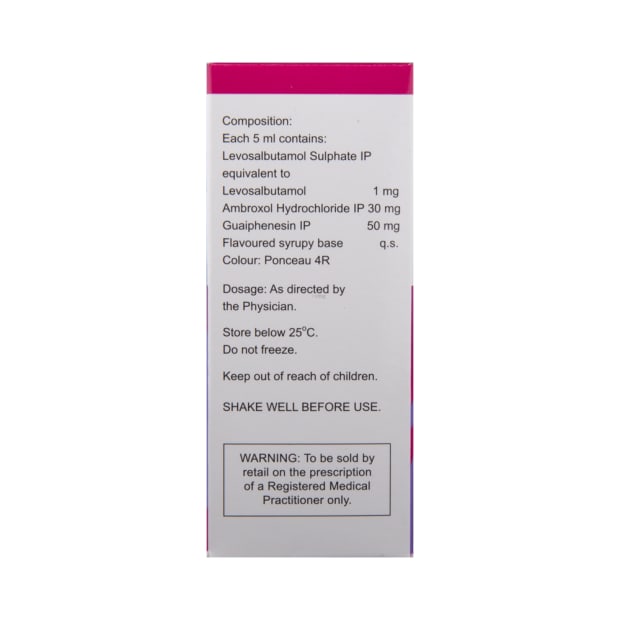 Composition:
Each 5 ml contains:
Levosalbutamol Sulphate IP
equivalent to
Levosalbutamol 1 mg
Ambroxol Hydrochloride IP 30 mg
Guaiphenesin IP 50 mg
Flavoured syrupy base q.s.
Colour: Ponceau 4R
Dosage: As directed by
the Physician.
Store below 25°C.
Do not freeze.
Keep out of reach of children.
SHAKE WELL BEFORE USE.
WARNING: To be sold by
retail on the prescription
of a Registered Medical
Practitioner only.